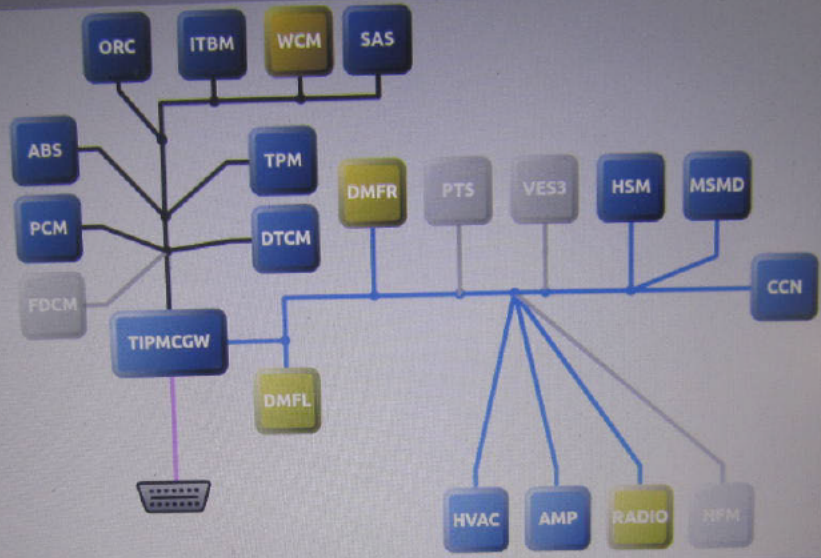 ORC ITBM WCM SAS
ABS TPM
DMFR PTS VES3 HSM MSMD
PCM DTCM
FDCM CCN
TIPMCGW
DMFL
HVAC AMP RADIO HFM